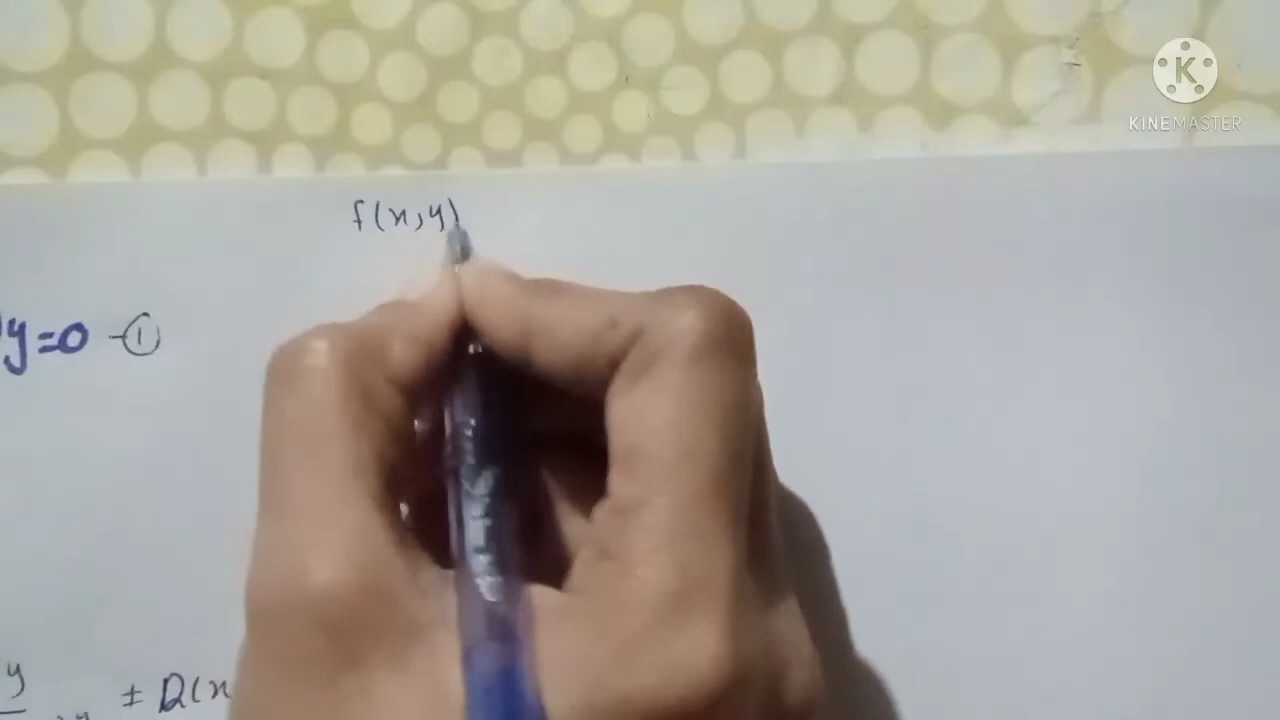 K
KINEMASTER
f(x,y)
y=0 -①
y
± D(x